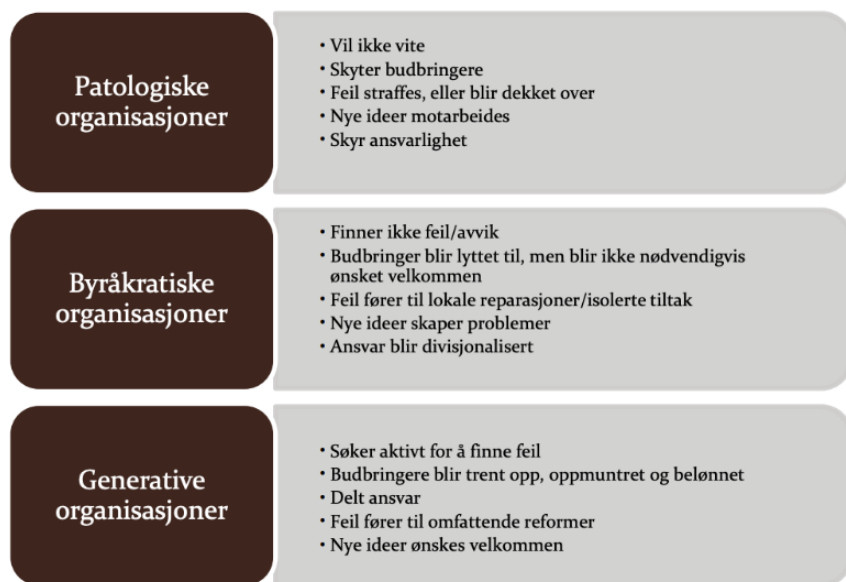 Patologiske
organisasjoner
• Vil ikke vite
• Skyter budbringere
• Feil straffes, eller blir dekket over
• Nye ideer motarbeides
• Skyr ansvarlighet
Byråkratiske
organisasjoner
• Finner ikke feil/avvik
• Budbringer blir lyttet til, men blir ikke nødvendigvis
ønsket velkommen
• Feil fører til lokale reparasjoner/isolerte tiltak
• Nye ideer skaper problemer
• Ansvar blir divisjonalisert
Generative
organisasjoner
• Søker aktivt for å finne feil
• Budbringere blir trent opp, oppmuntret og belønnet
• Delt ansvar
• Feil fører til omfattende reformer
• Nye ideer ønskes velkommen